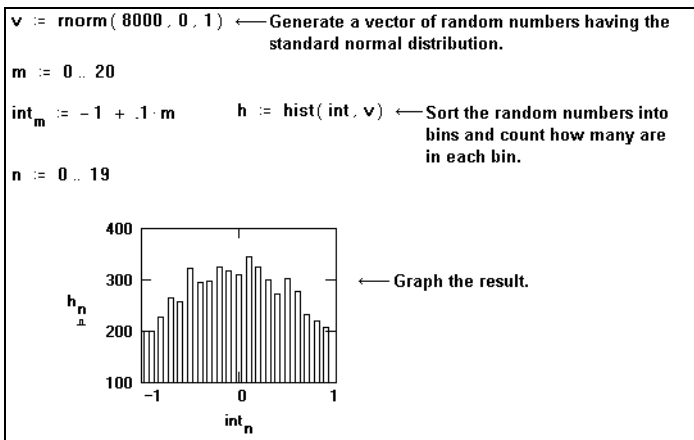 v := rnorm( 8000 , 0 , 1 ) ← Generate a vector of random numbers having the
standard normal distribution.
m := 0 .. 20
int_m := - 1 + .1 · m h := hist( int , v ) ← Sort the random numbers into
bins and count how many are
in each bin.
n := 0 .. 19
400
300
200
100
h_n
← Graph the result.
-1 0 1
int_n